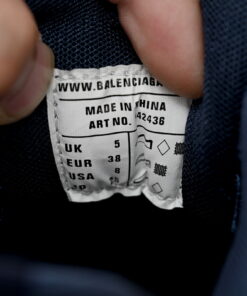 WWW.BALENCIAGA
MADE IN CHINA
ART NO. 42436
UK 5
EUR 38
USA 8